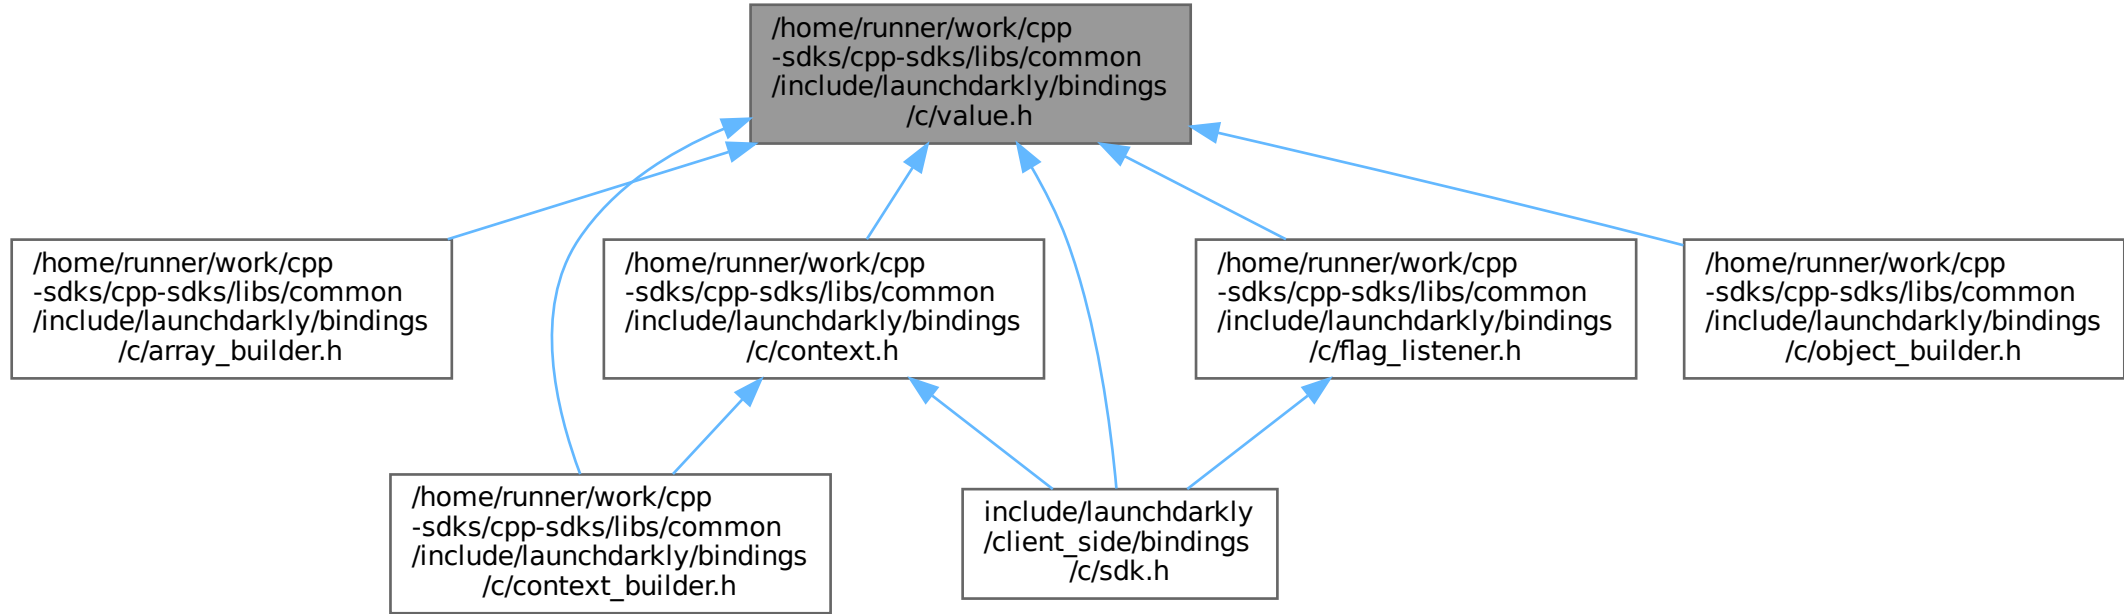 /home/runner/work/cpp
-sdks/cpp-sdks/libs/common
/include/launchdarkly/bindings
/c/value.h
/home/runner/work/cpp
-sdks/cpp-sdks/libs/common
/include/launchdarkly/bindings
/c/array_builder.h
/home/runner/work/cpp
-sdks/cpp-sdks/libs/common
/include/launchdarkly/bindings
/c/context.h
/home/runner/work/cpp
-sdks/cpp-sdks/libs/common
/include/launchdarkly/bindings
/c/flag_listener.h
/home/runner/work/cpp
-sdks/cpp-sdks/libs/common
/include/launchdarkly/bindings
/c/object_builder.h
/home/runner/work/cpp
-sdks/cpp-sdks/libs/common
/include/launchdarkly/bindings
/c/context_builder.h
include/launchdarkly
/client_side/bindings
/c/sdk.h